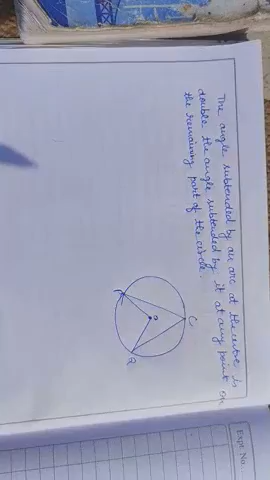 The angle subtended by an arc at the centre is
double the angle subtended by it at any point on
the remaining part of the circle.
C
O
B
Expt. No.